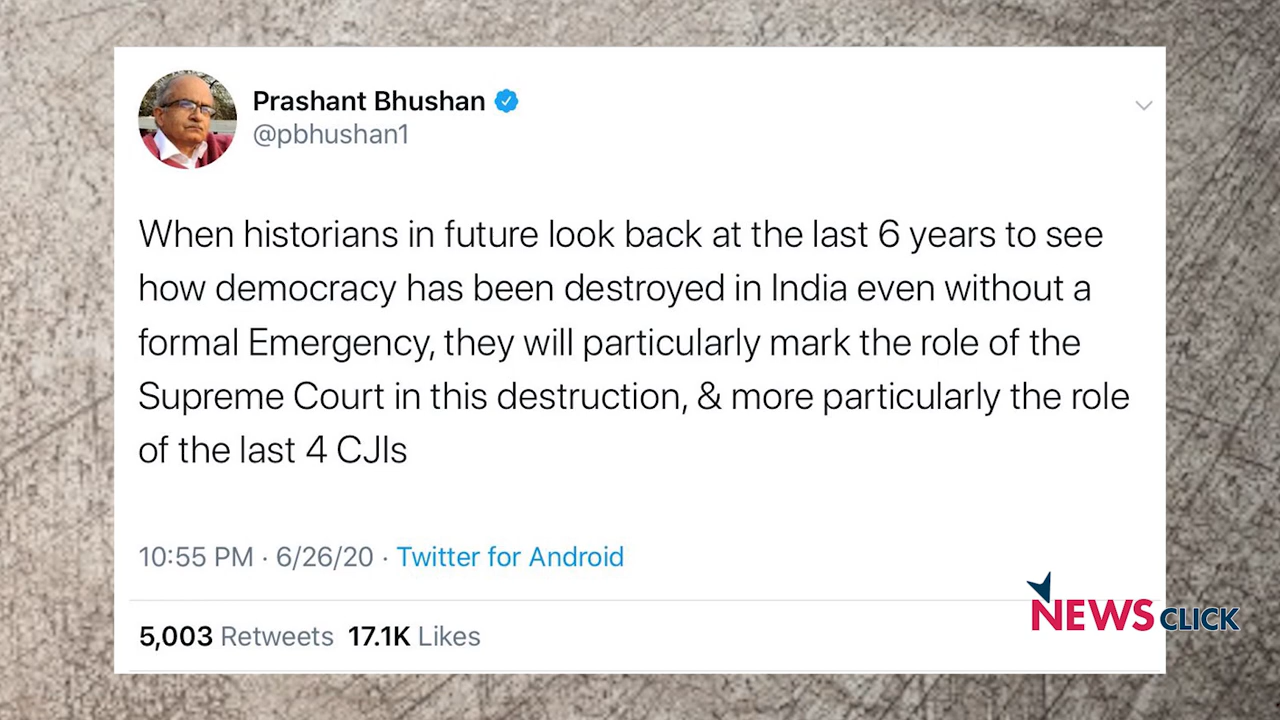 Prashant Bhushan
@pbhushan1
When historians in future look back at the last 6 years to see
how democracy has been destroyed in India even without a
formal Emergency, they will particularly mark the role of the
Supreme Court in this destruction, & more particularly the role
of the last 4 CJIs
10:55 PM · 6/26/20 · Twitter for Android
5,003 Retweets 17.1K Likes
NEWSCLICK